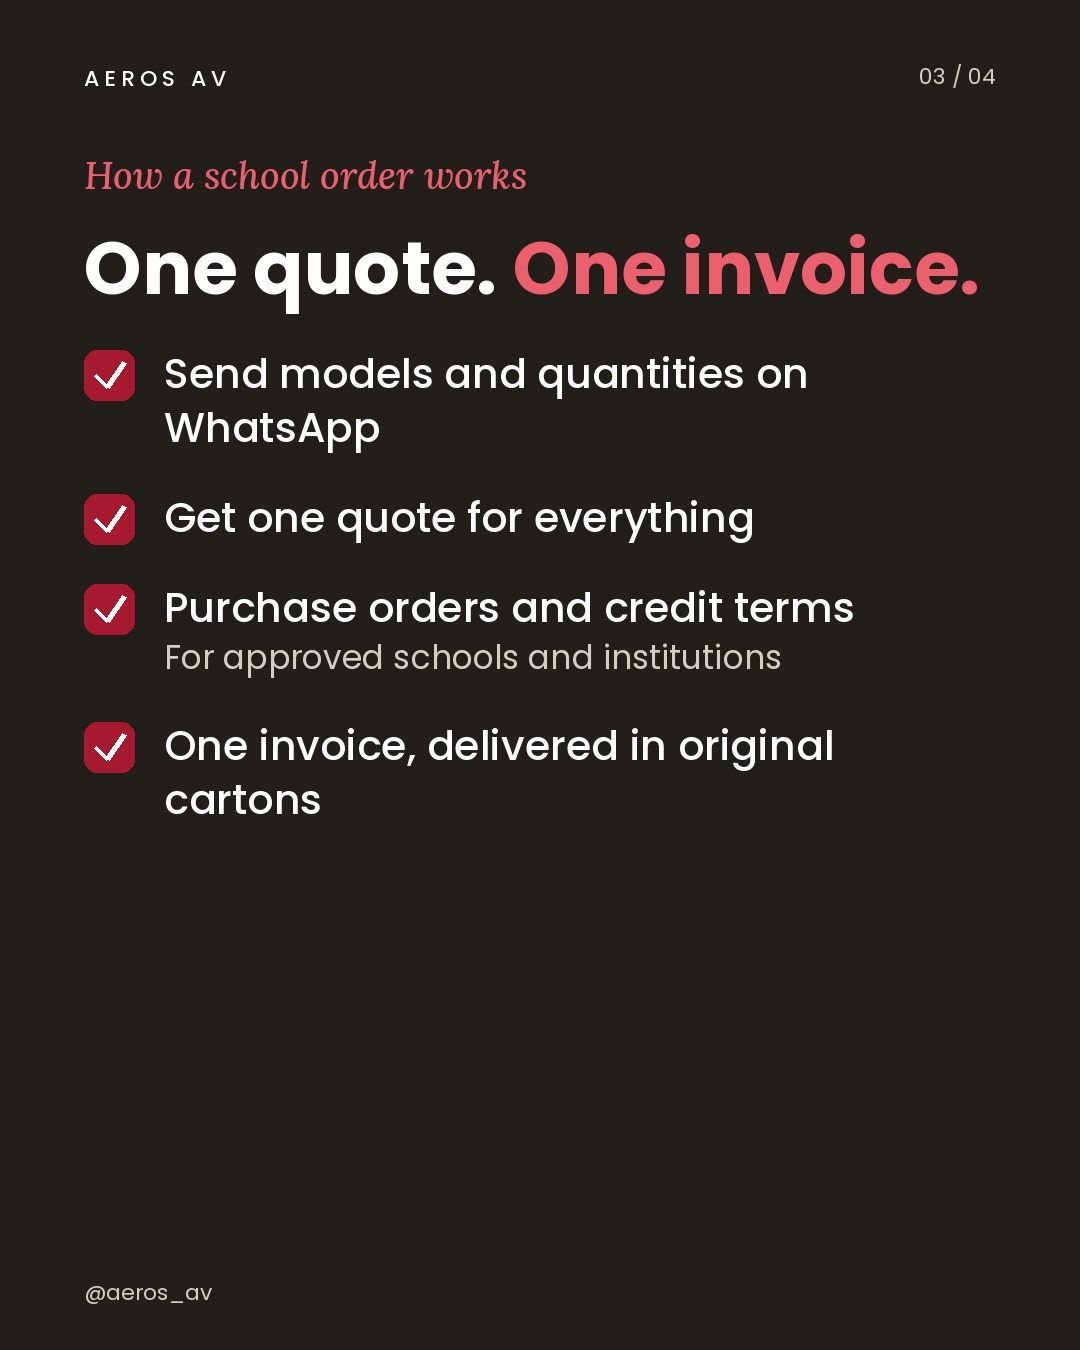 AEROS AV
03 / 04
How a school order works
One quote. One invoice.
Send models and quantities on
WhatsApp
Get one quote for everything
Purchase orders and credit terms
For approved schools and institutions
One invoice, delivered in original
cartons
@aeros_av